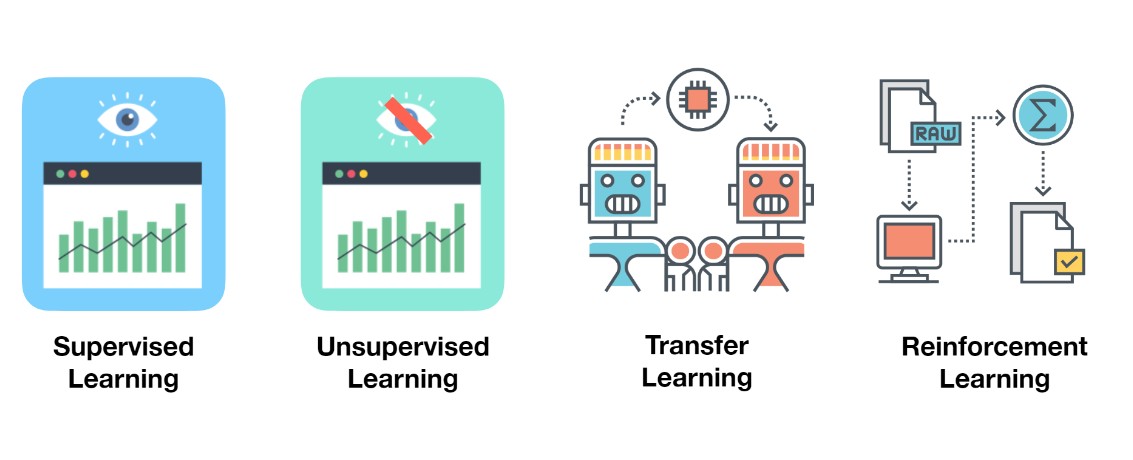 RAW
Σ
Supervised
Learning
Unsupervised
Learning
Transfer
Learning
Reinforcement
Learning